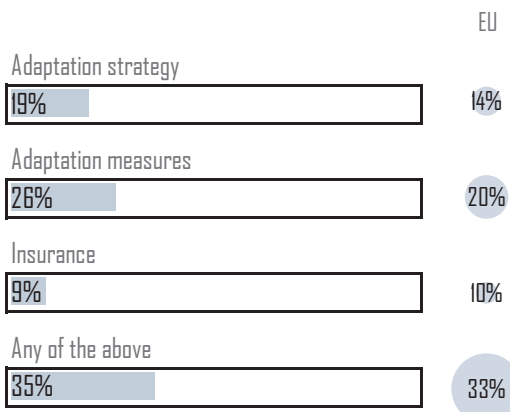 EU
Adaptation strategy
19% 14%
Adaptation measures
26% 20%
Insurance
9% 10%
Any of the above
35% 33%